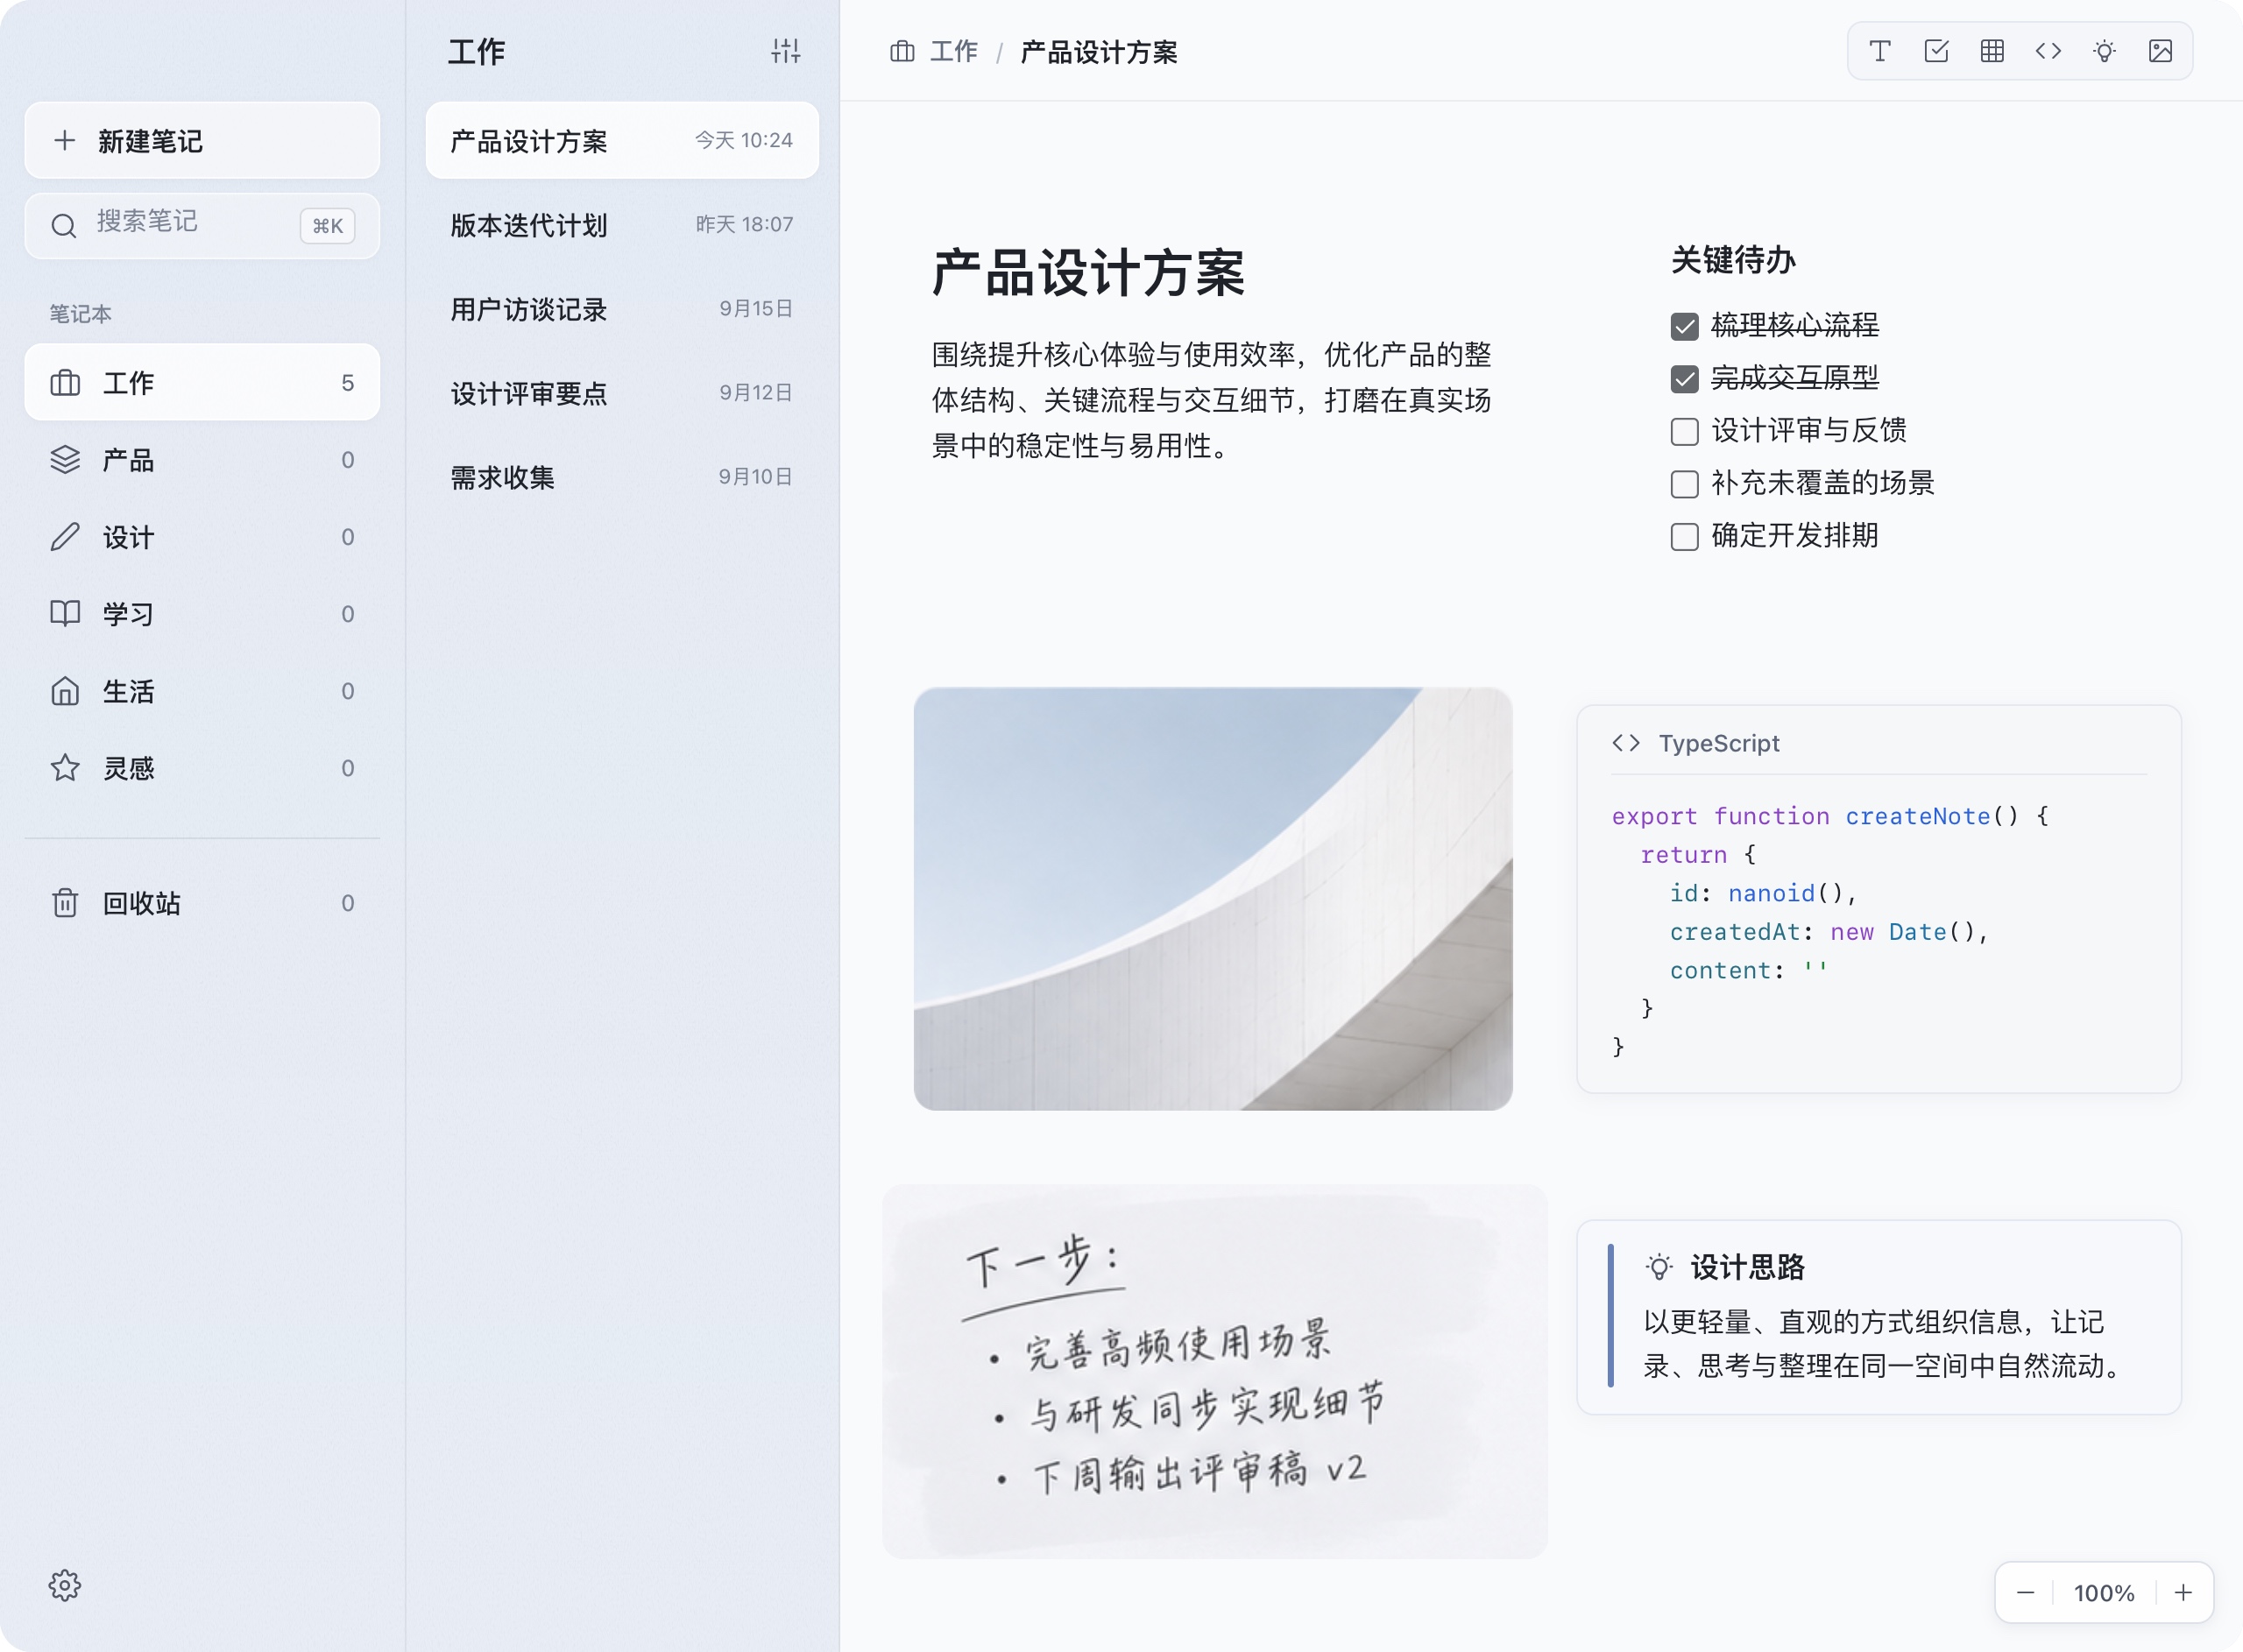 新建笔记
搜索笔记 ⌘K
笔记本
工作 5
产品 0
设计 0
学习 0
生活 0
灵感 0
回收站 0
工作
产品设计方案 今天 10:24
版本迭代计划 昨天 18:07
用户访谈记录 9月15日
设计评审要点 9月12日
需求收集 9月10日
工作 / 产品设计方案
产品设计方案
围绕提升核心体验与使用效率，优化产品的整
体结构、关键流程与交互细节，打磨在真实场
景中的稳定性与易用性。
关键待办
梳理核心流程
完成交互原型
设计评审与反馈
补充未覆盖的场景
确定开发排期
TypeScript
export function createNote() {
  return {
    id: nanoid(),
    createdAt: new Date(),
    content: ''
  }
}
下一步：
• 完善高频使用场景
• 与研发同步实现细节
• 下周输出评审稿 v2
设计思路
以更轻量、直观的方式组织信息，让记
录、思考与整理在同一空间中自然流动。
100%